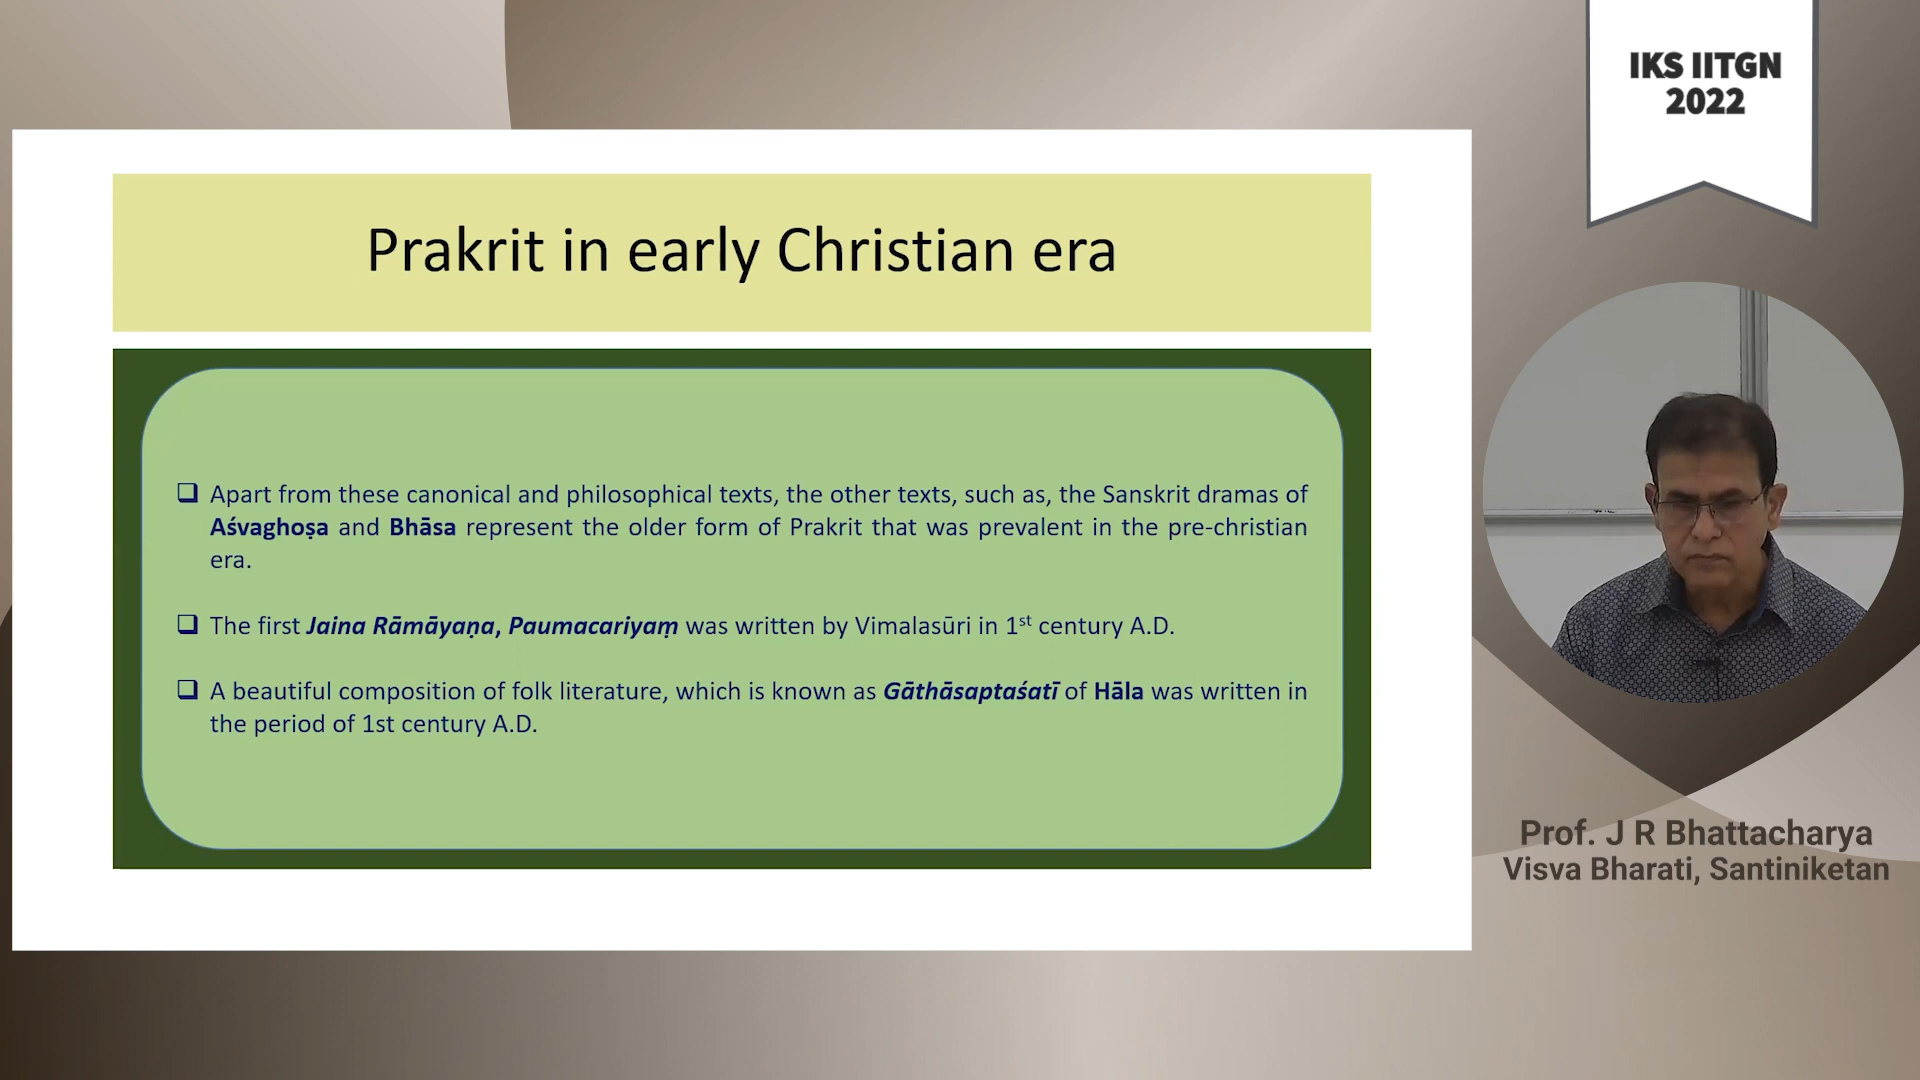 IKS IITGN
2022
Prakrit in early Christian era
❑ Apart from these canonical and philosophical texts, the other texts, such as, the Sanskrit dramas of
Aśvaghoṣa and Bhāsa represent the older form of Prakrit that was prevalent in the pre-christian
era.
❑ The first Jaina Rāmāyaṇa, Paumacariyaṃ was written by Vimalasūri in 1st century A.D.
❑ A beautiful composition of folk literature, which is known as Gāthāsaptaśatī of Hāla was written in
the period of 1st century A.D.
Prof. J R Bhattacharya
Visva Bharati, Santiniketan